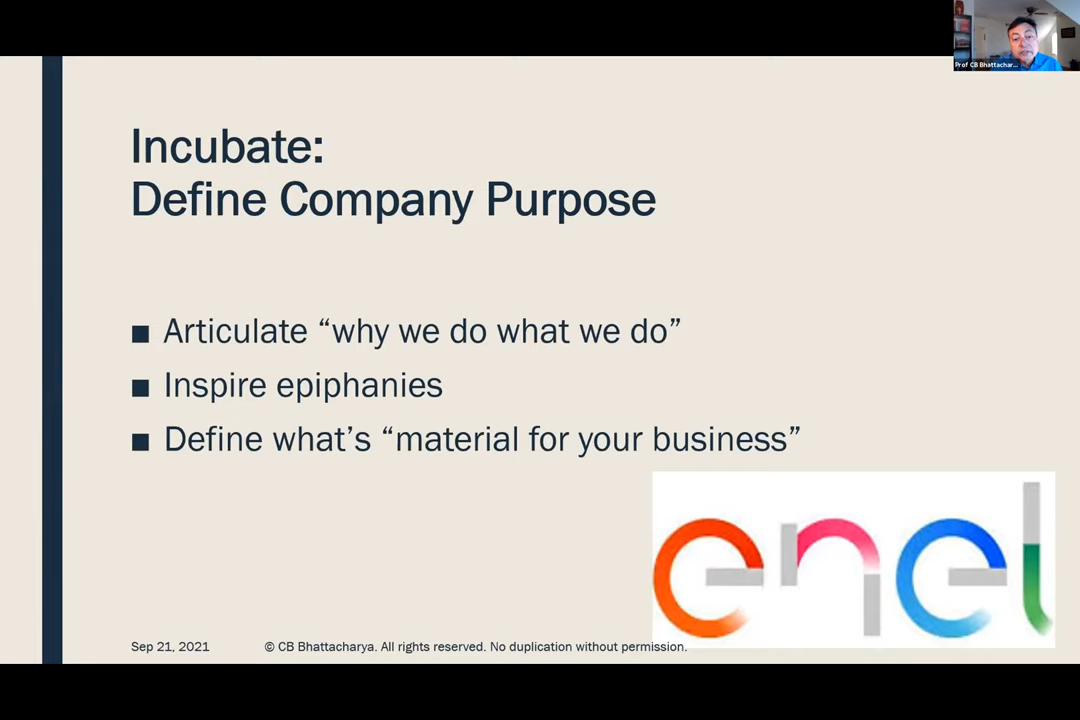 Prof CB Bhattachar...
Incubate:
Define Company Purpose
■ Articulate “why we do what we do”
■ Inspire epiphanies
■ Define what’s “material for your business”
enel
Sep 21, 2021
© CB Bhattacharya. All rights reserved. No duplication without permission.